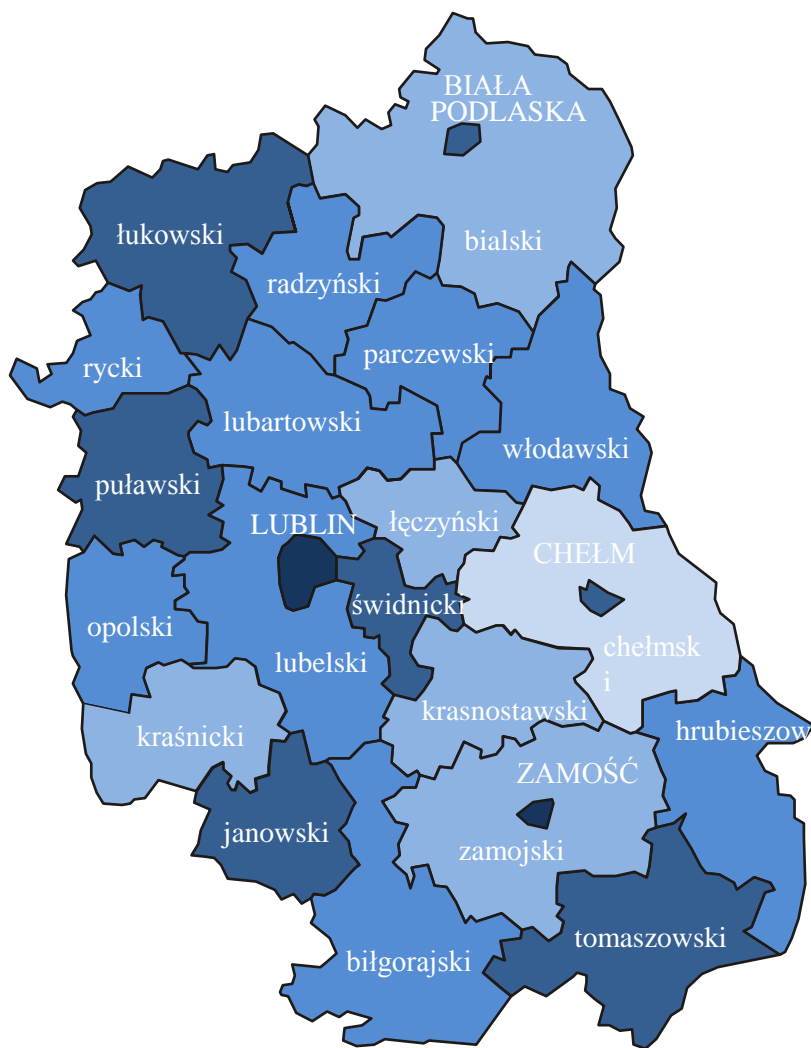 BIAŁA
PODLASKA
łukowski
bialski
radzyński
rycki
parczewski
lubartowski
włodawski
puławski
LUBLIN
łęczyński
CHEŁM
świdnicki
opolski
lubelski
chełmsk
i
krasnostawski
kraśnicki
hrubieszow
ZAMOŚĆ
janowski
zamojski
tomaszowski
biłgorajski